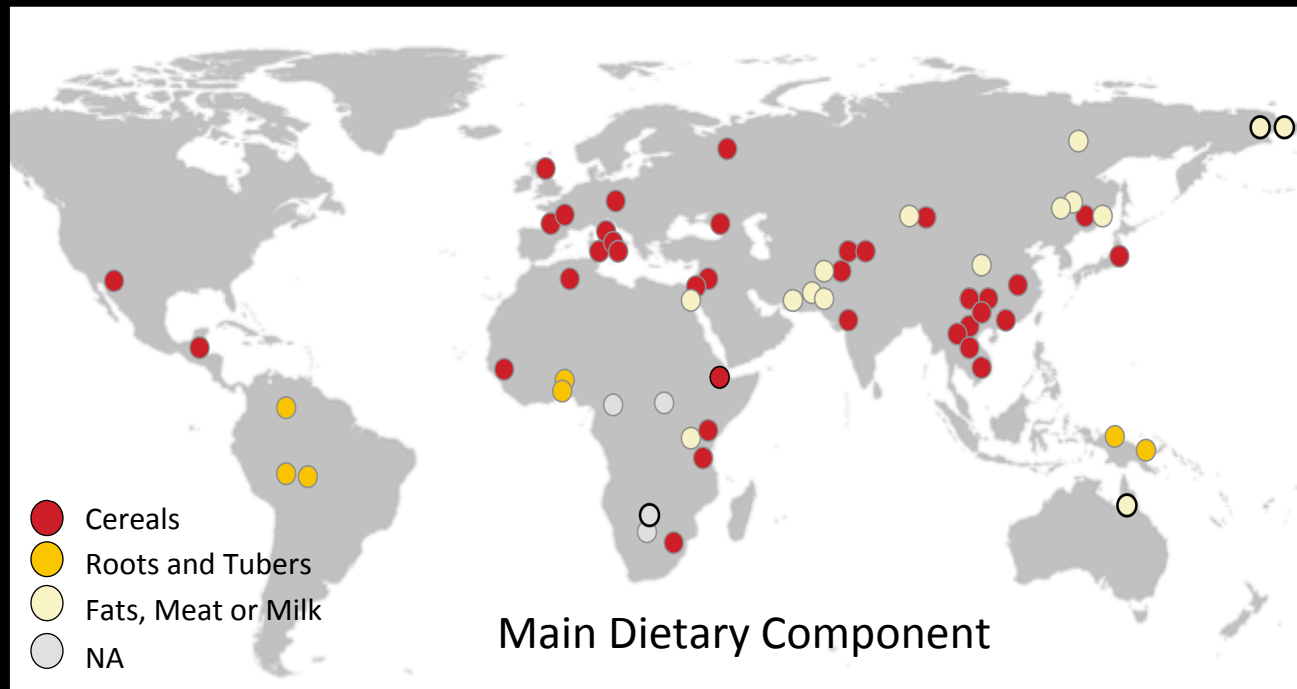 Cereals
Roots and Tubers
Fats, Meat or Milk
NA
Main Dietary Component